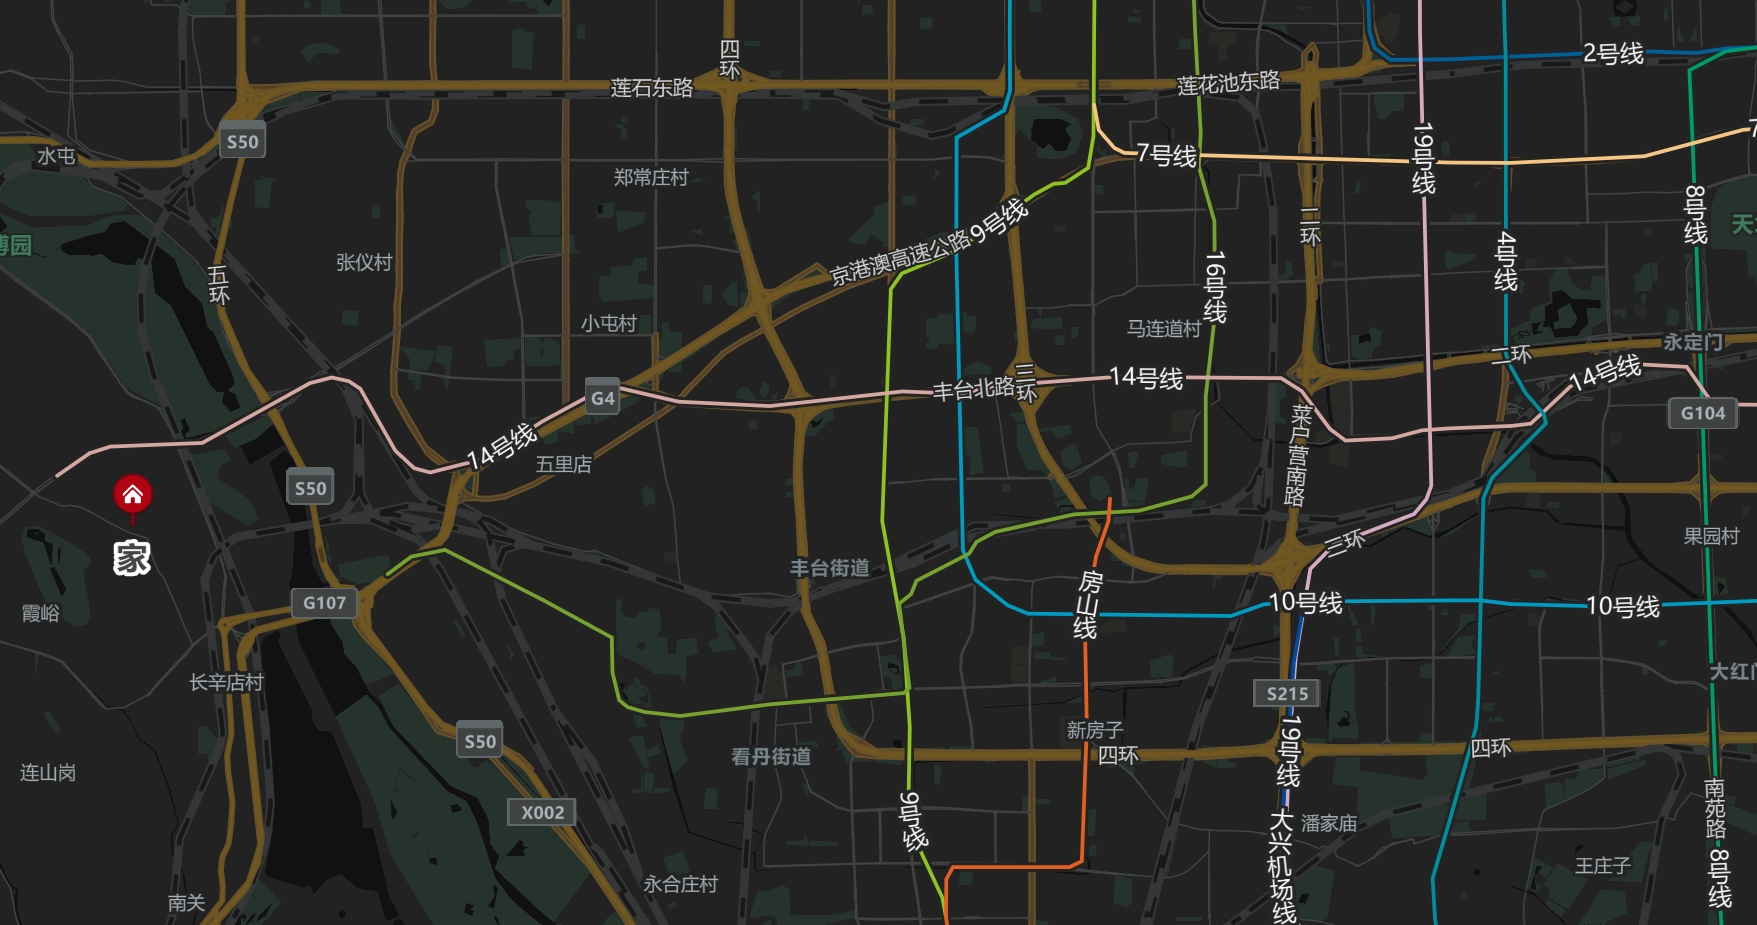 四环
2号线
莲石东路
莲花池东路
S50
水屯
7号线
7
19号线
郑常庄村
8号线
天
博园
二环
4号线
张仪村
五环
京港澳高速公路
9号线
16号线
小屯村
马连道村
永定门
二环
14号线
14号线
三环
丰台北路
G4
G104
菜户营南路
14号线
五里店
S50
家
果园村
三环
丰台街道
房山线
G107
霞峪
10号线
10号线
长辛店村
大红门
S215
新房子
S50
19号线
四环
四环
看丹街道
连山岗
南苑路
X002
9号线
大兴机场线
潘家庙
8号线
王庄子
永合庄村
南关